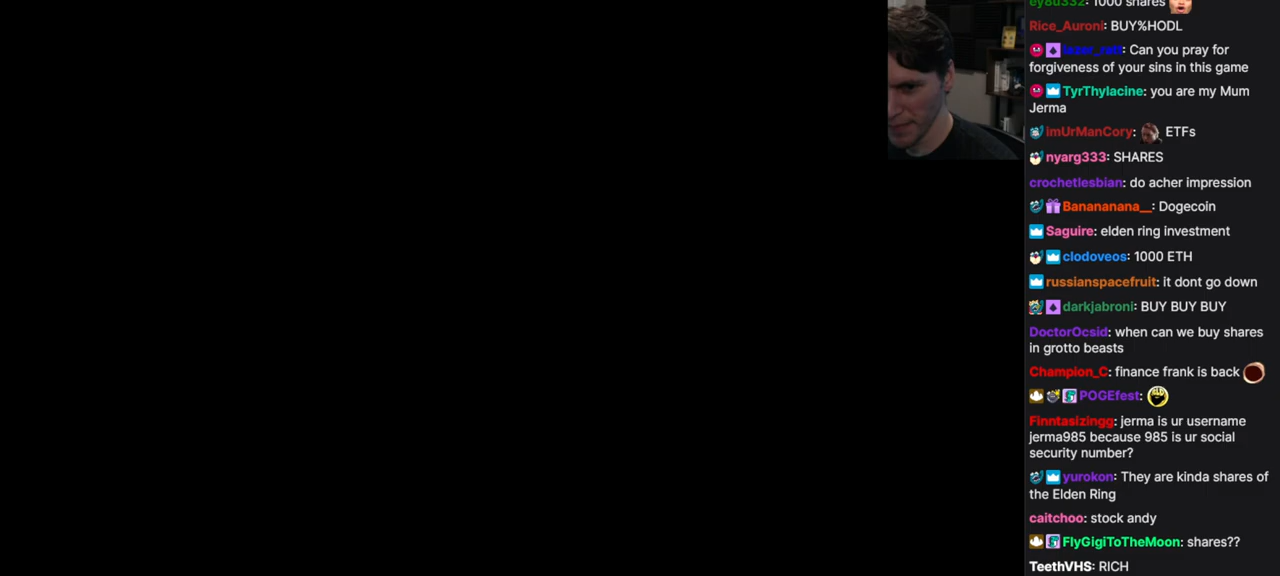 ey8u332: 1000 shares
Rice_Auroni: BUY%HODL
Can you pray for
forgiveness of your sins in this game
TyrThylacine: you are my Mum
Jerma
imUrManCory: ETFs
nyarg333: SHARES
crochetlesbian: do acher impression
Banananana__: Dogecoin
Saguire: elden ring investment
clodoveos: 1000 ETH
russianspacefruit: it dont go down
darkjabroni: BUY BUY BUY
DoctorOcsid: when can we buy shares
in grotto beasts
Champion_C: finance frank is back
POGEfest:
Finntasizingg: jerma is ur username
jerma985 because 985 is ur social
security number?
yurokon: They are kinda shares of
the Elden Ring
caitchoo: stock andy
FlyGigiToTheMoon: shares??
TeethVHS: RICH